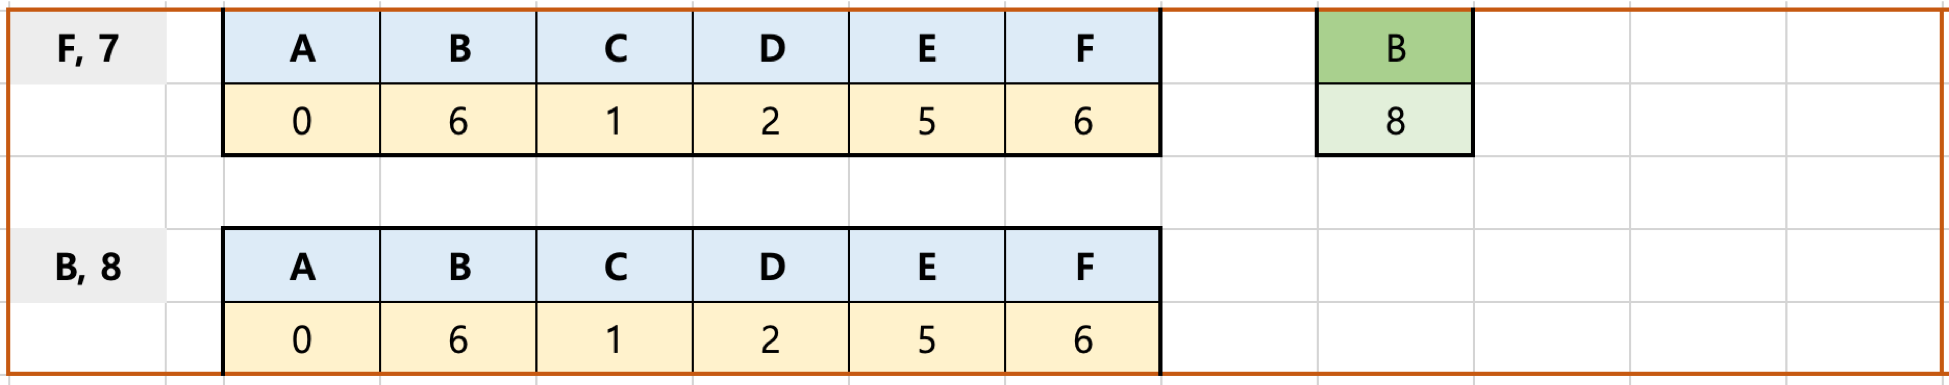 F, 7 A B C D E F B
0 6 1 2 5 6 8
B, 8 A B C D E F
0 6 1 2 5 6